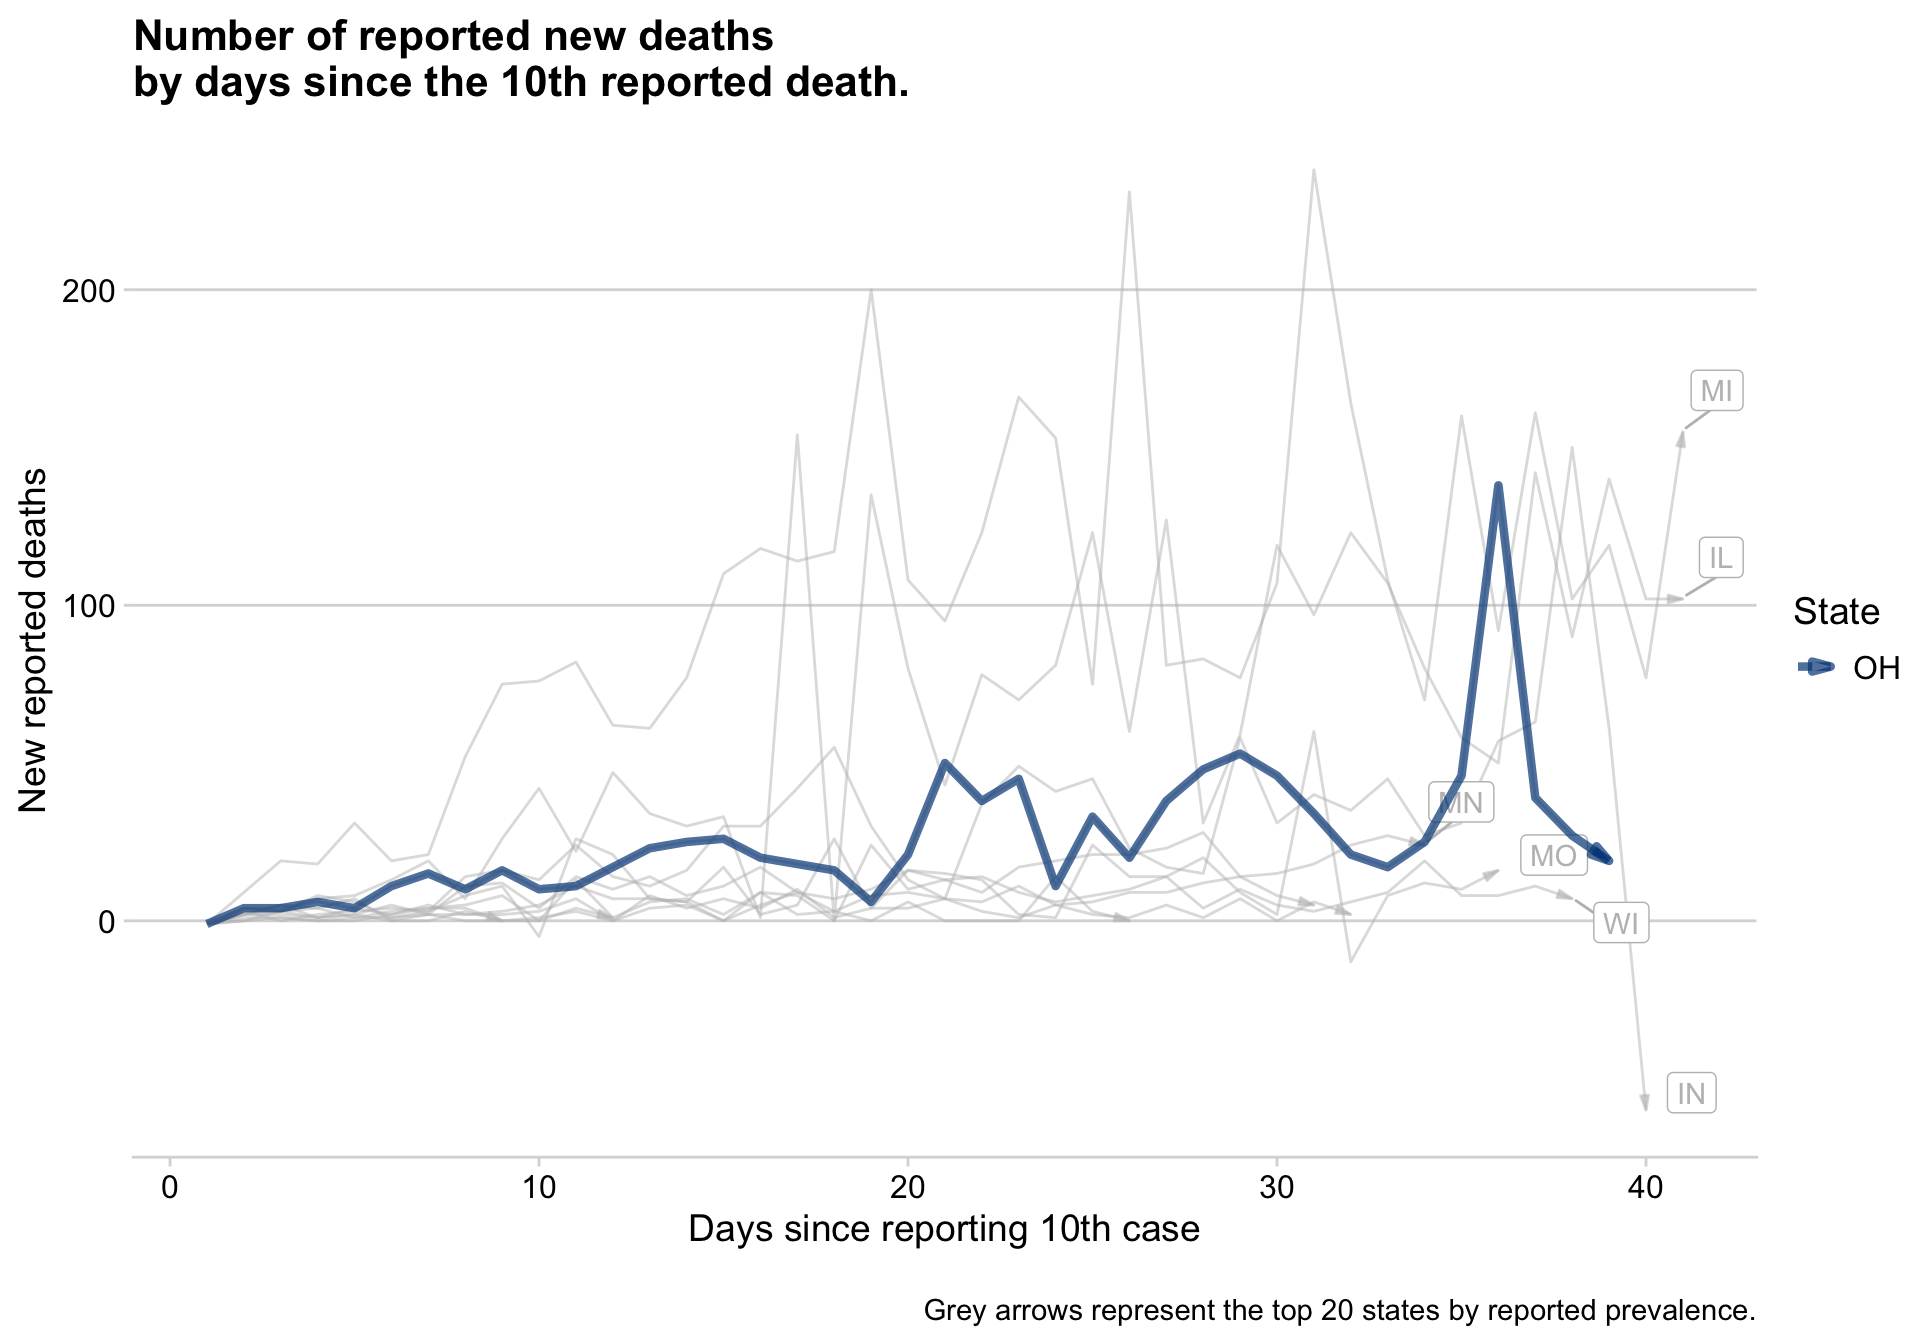 Number of reported new deaths
by days since the 10th reported death.
New reported deaths
200
100
0
MI
IL
MN
MO
WI
IN
State
OH
0
10
20
30
40
Days since reporting 10th case
Grey arrows represent the top 20 states by reported prevalence.